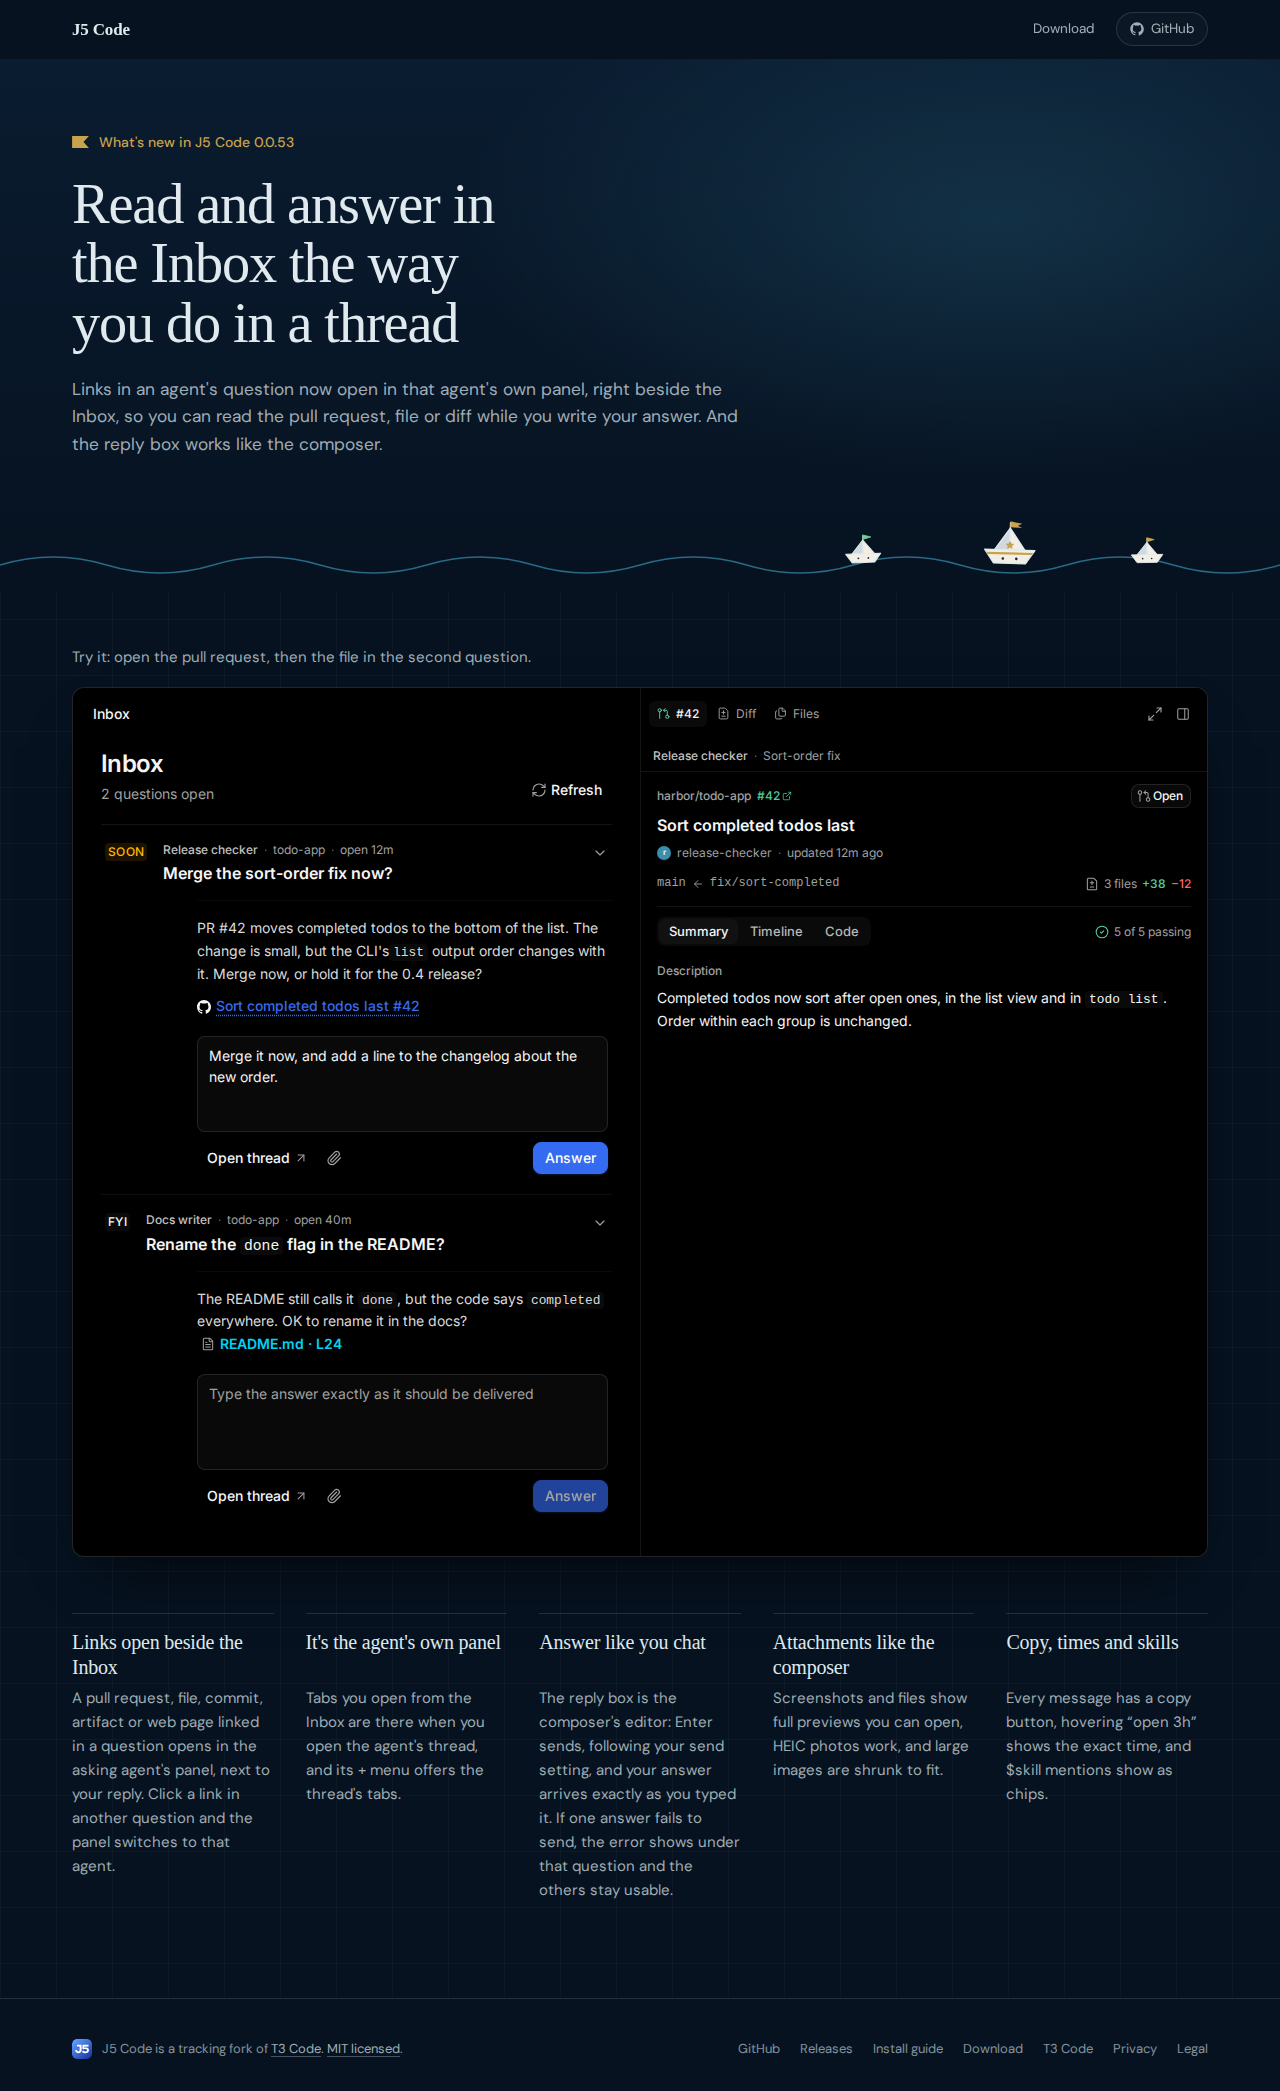 J5 Code
Download
GitHub
What's new in J5 Code 0.0.53
Read and answer in
the Inbox the way
you do in a thread
Links in an agent's question now open in that agent's own panel, right beside the
Inbox, so you can read the pull request, file or diff while you write your answer. And
the reply box works like the composer.
Try it: open the pull request, then the file in the second question.
Inbox
Inbox
2 questions open
Refresh
SOON
Release checker · todo-app · open 12m
Merge the sort-order fix now?
PR #42 moves completed todos to the bottom of the list. The
change is small, but the CLI's list output order changes with
it. Merge now, or hold it for the 0.4 release?
Sort completed todos last #42
Merge it now, and add a line to the changelog about the
new order.
Open thread
Answer
FYI
Docs writer · todo-app · open 40m
Rename the done flag in the README?
The README still calls it done, but the code says completed
everywhere. OK to rename it in the docs?
README.md · L24
Type the answer exactly as it should be delivered
Open thread
Answer
#42
Diff
Files
Release checker · Sort-order fix
harbor/todo-app #42
Open
Sort completed todos last
r
release-checker · updated 12m ago
main ← fix/sort-completed
3 files +38 −12
Summary
Timeline
Code
5 of 5 passing
Description
Completed todos now sort after open ones, in the list view and in todo list.
Order within each group is unchanged.
Links open beside the
Inbox
A pull request, file, commit,
artifact or web page linked
in a question opens in the
asking agent's panel, next to
your reply. Click a link in
another question and the
panel switches to that
agent.
It's the agent's own panel
Tabs you open from the
Inbox are there when you
open the agent's thread,
and its + menu offers the
thread's tabs.
Answer like you chat
The reply box is the
composer's editor: Enter
sends, following your send
setting, and your answer
arrives exactly as you typed
it. If one answer fails to
send, the error shows under
that question and the
others stay usable.
Attachments like the
composer
Screenshots and files show
full previews you can open,
HEIC photos work, and large
images are shrunk to fit.
Copy, times and skills
Every message has a copy
button, hovering “open 3h”
shows the exact time, and
$skill mentions show as
chips.
J5
J5 Code is a tracking fork of T3 Code. MIT licensed.
GitHub
Releases
Install guide
Download
T3 Code
Privacy
Legal